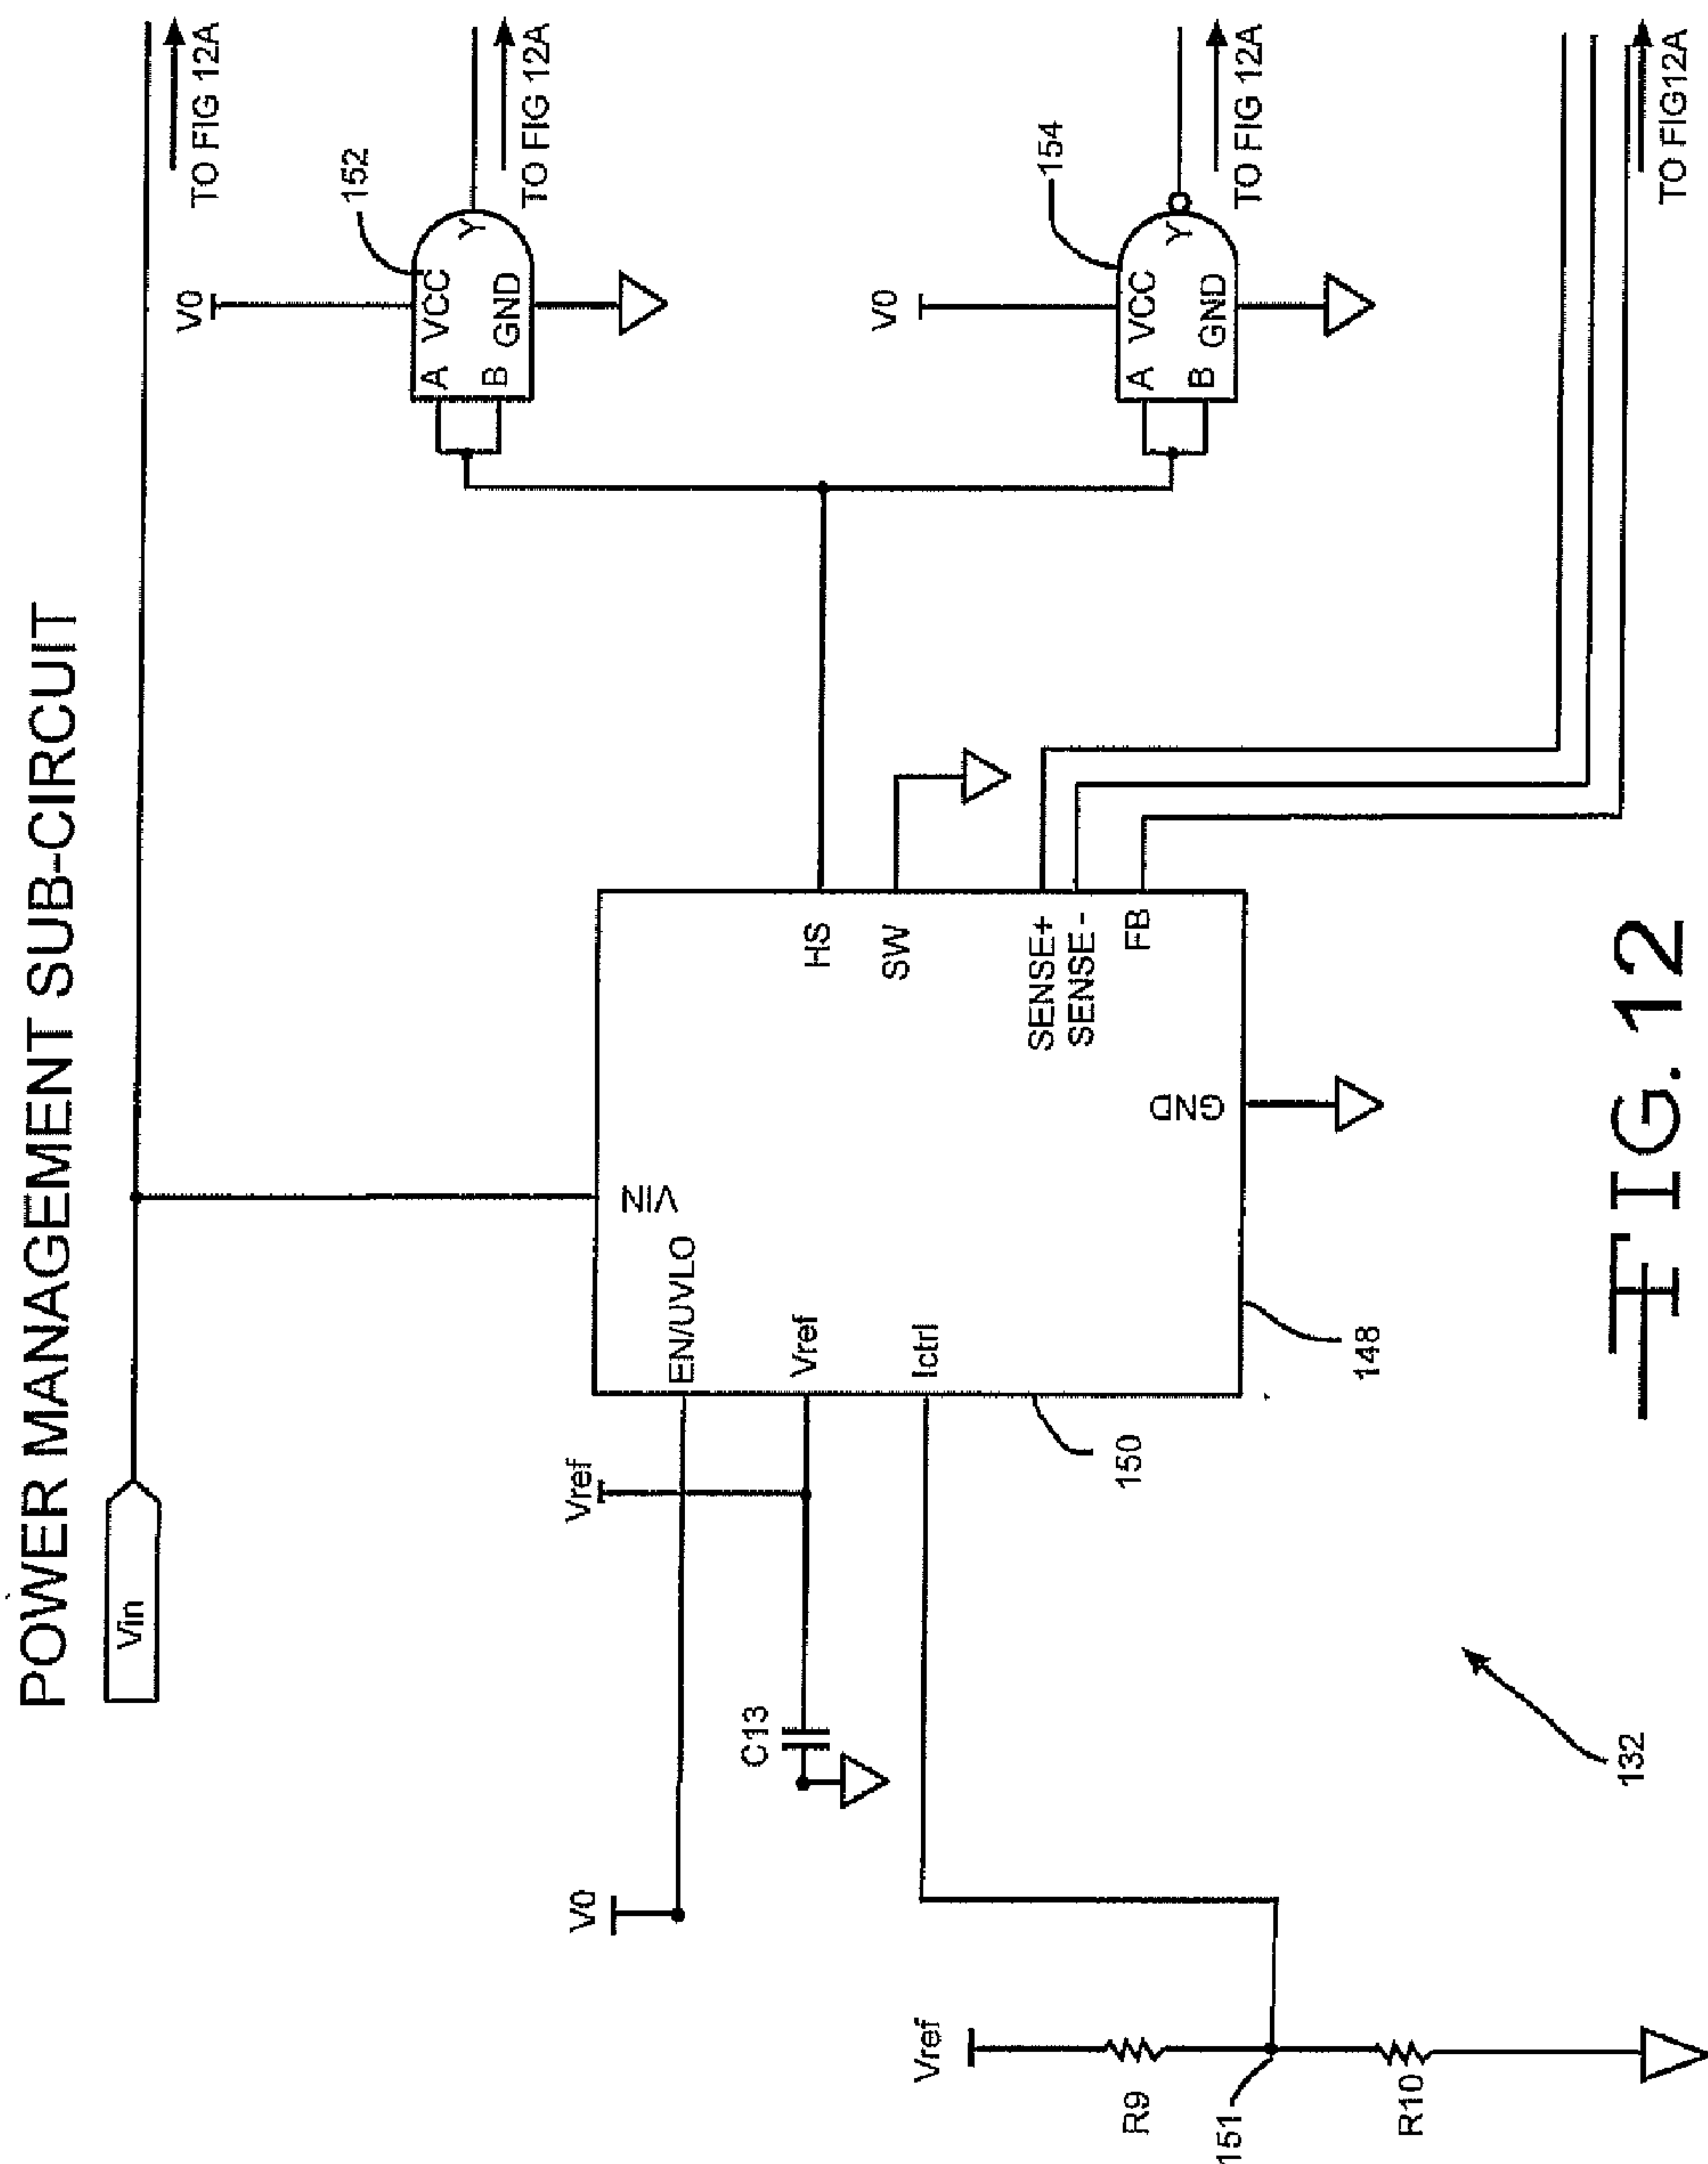 POWER MANAGEMENT SUB-CIRCUIT
Vin
TO FIG 12A
V0
152
A
VCC
B
GND
Y
TO FIG 12A
V0
154
A
VCC
B
GND
Y
TO FIG 12A
TO FIG12A
VIN
EN/UVLO
Vref
Ictrl
HS
SW
SENSE+
SENSE -
FB
GND
148
150
Vref
V0
C13
Vref
R9
151
R10
132
FIG. 12